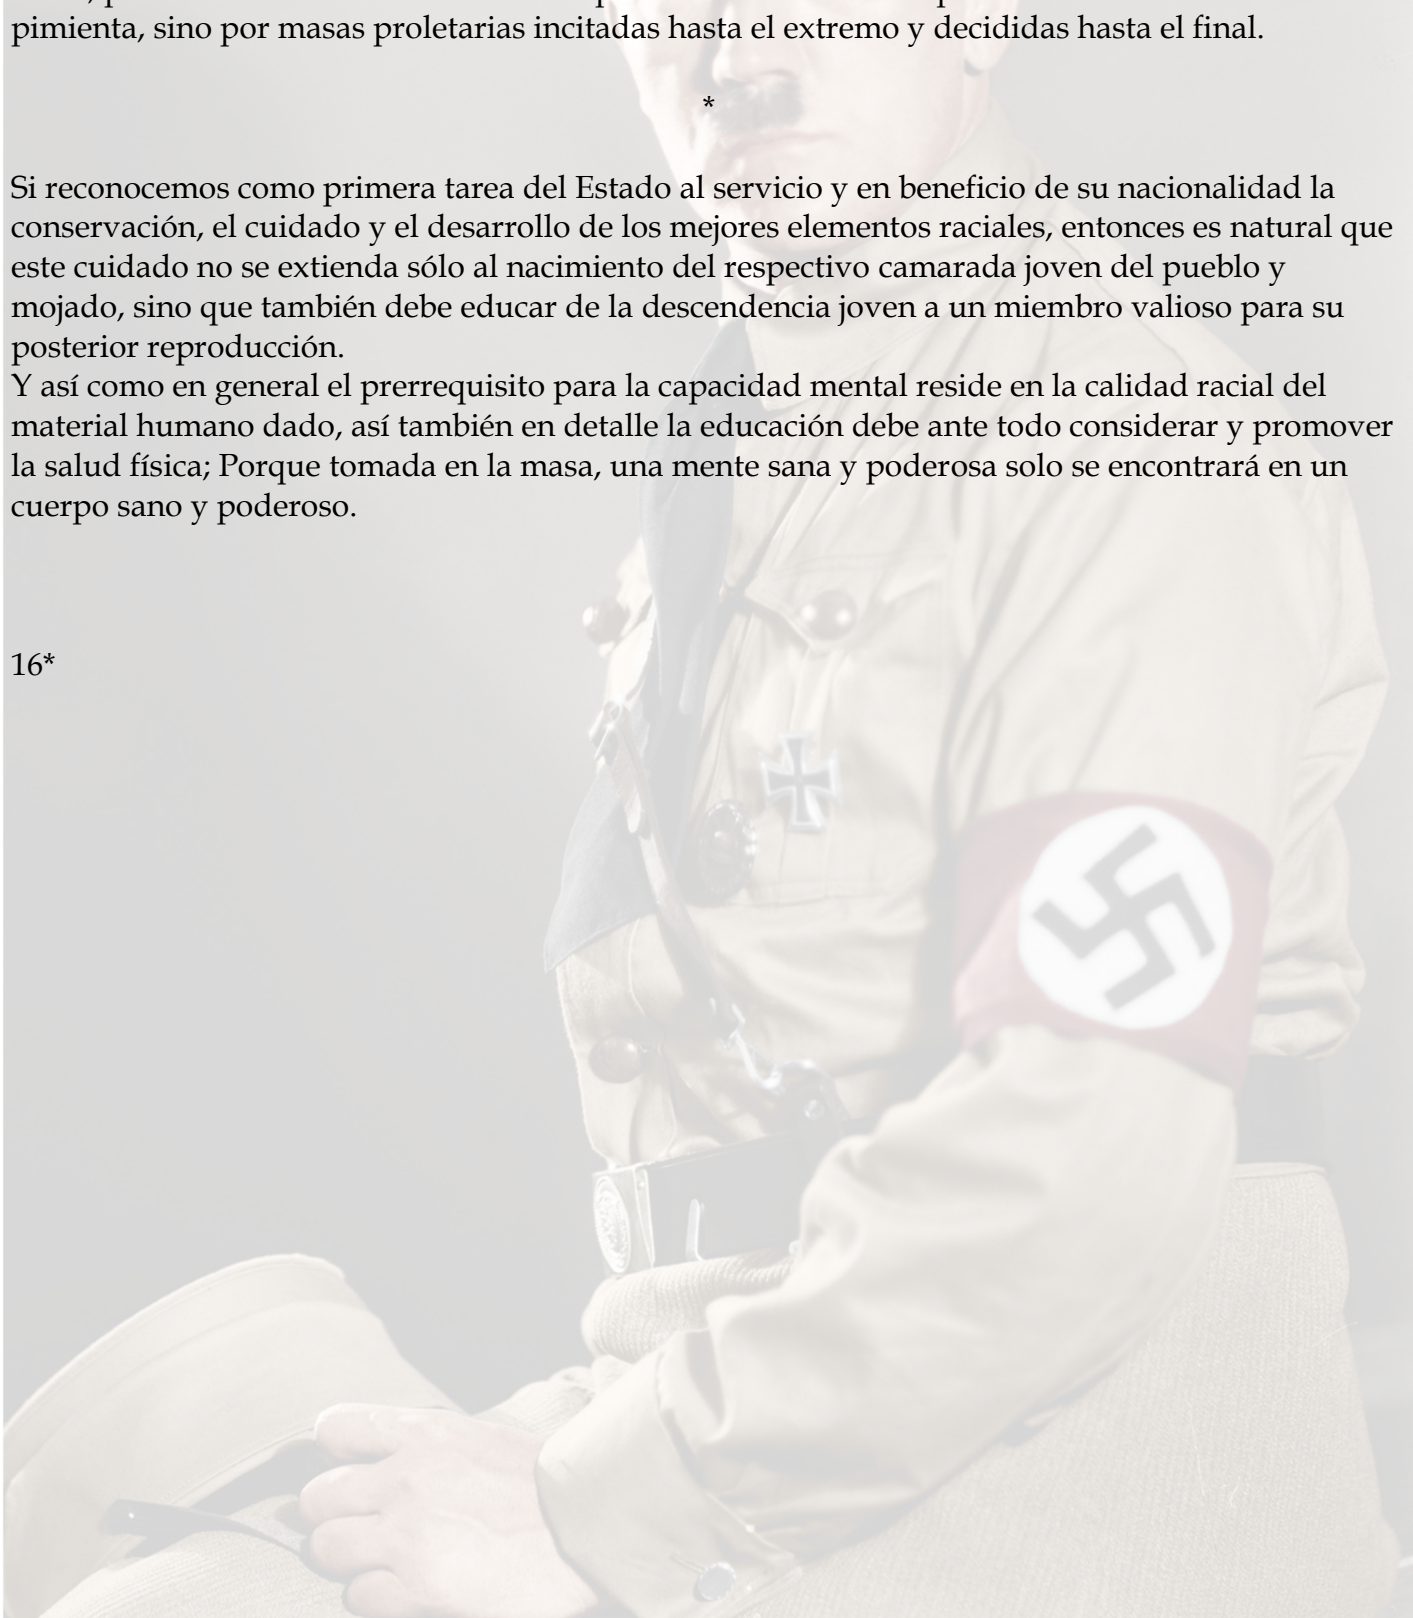 pimienta, sino por masas proletarias incitadas hasta el extremo y decididas hasta el final.
*
Si reconocemos como primera tarea del Estado al servicio y en beneficio de su nacionalidad la
conservación, el cuidado y el desarrollo de los mejores elementos raciales, entonces es natural que
este cuidado no se extienda sólo al nacimiento del respectivo camarada joven del pueblo y
mojado, sino que también debe educar de la descendencia joven a un miembro valioso para su
posterior reproducción.
Y así como en general el prerrequisito para la capacidad mental reside en la calidad racial del
material humano dado, así también en detalle la educación debe ante todo considerar y promover
la salud física; Porque tomada en la masa, una mente sana y poderosa solo se encontrará en un
cuerpo sano y poderoso.
16*